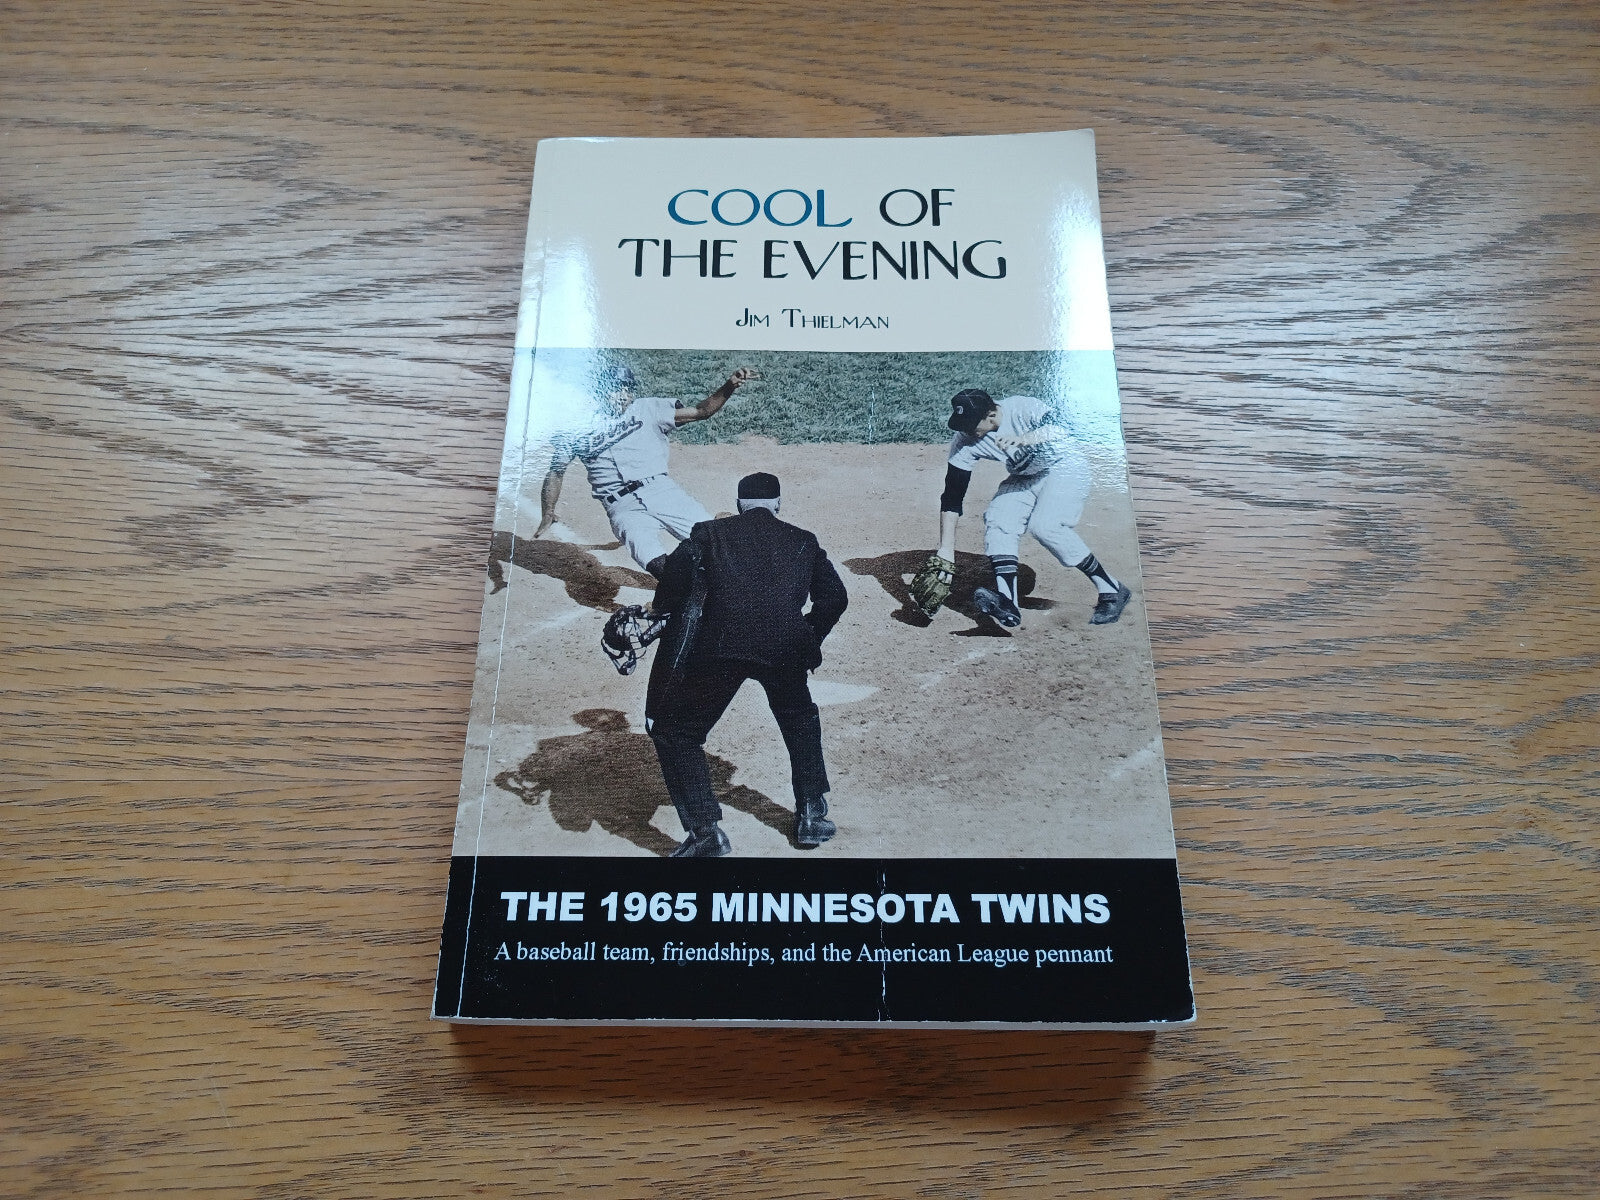 COOL OF
THE EVENING
JIM THIELMAN
THE 1965 MINNESOTA TWINS
A baseball team, friendships, and the American League pennant